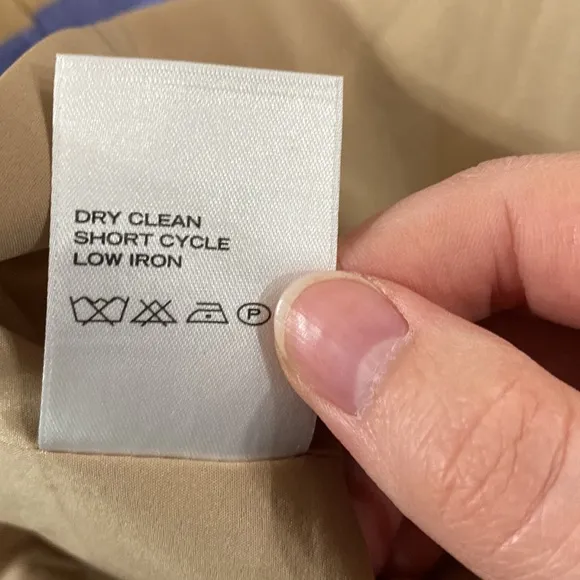 DRY CLEAN
SHORT CYCLE
LOW IRON
P